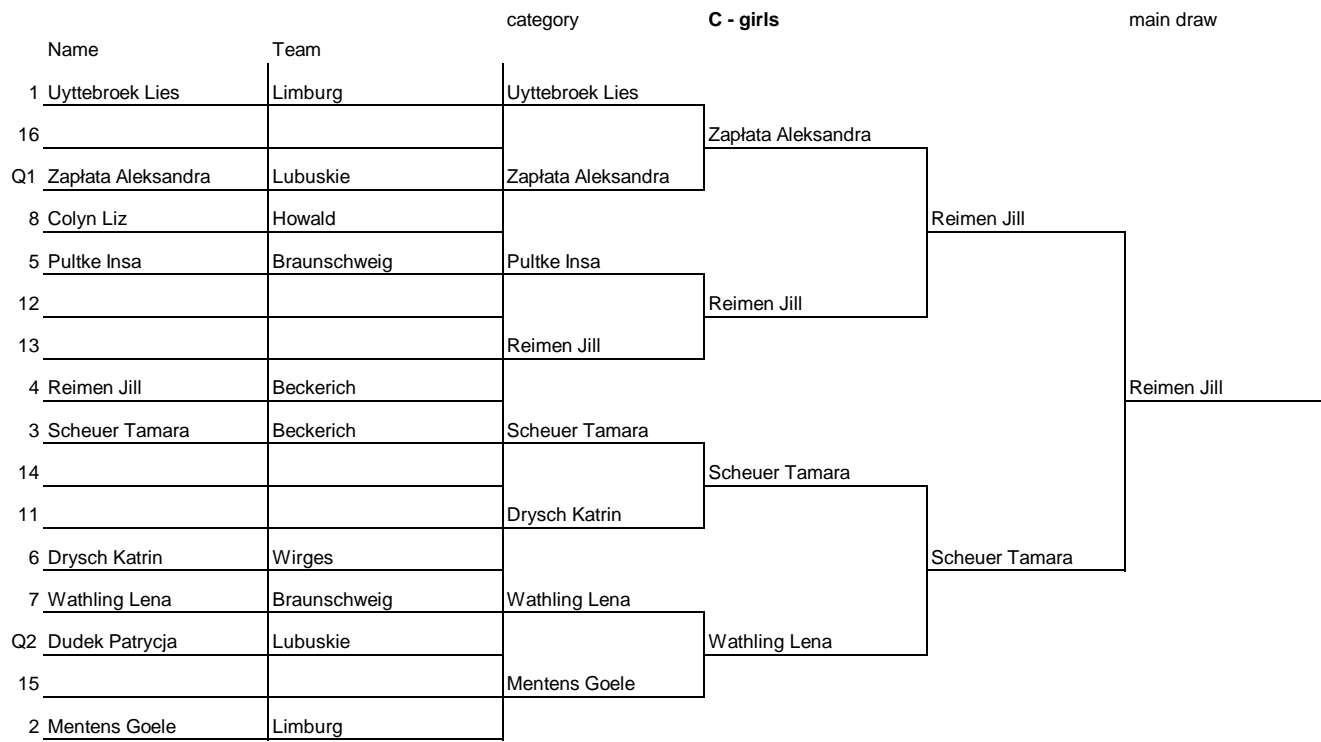 category C - girls main draw
Name Team
1 Uyttebroek Lies Limburg Uyttebroek Lies
16 Zapłata Aleksandra
Q1 Zapłata Aleksandra Lubuskie Zapłata Aleksandra
8 Colyn Liz Howald Reimen Jill
5 Pultke Insa Braunschweig Pultke Insa
12 Reimen Jill
13 Reimen Jill
4 Reimen Jill Beckerich Reimen Jill
3 Scheuer Tamara Beckerich Scheuer Tamara
14 Scheuer Tamara
11 Drysch Katrin
6 Drysch Katrin Wirges Scheuer Tamara
7 Wathling Lena Braunschweig Wathling Lena
Q2 Dudek Patrycja Lubuskie Wathling Lena
15 Mentens Goele
2 Mentens Goele Limburg